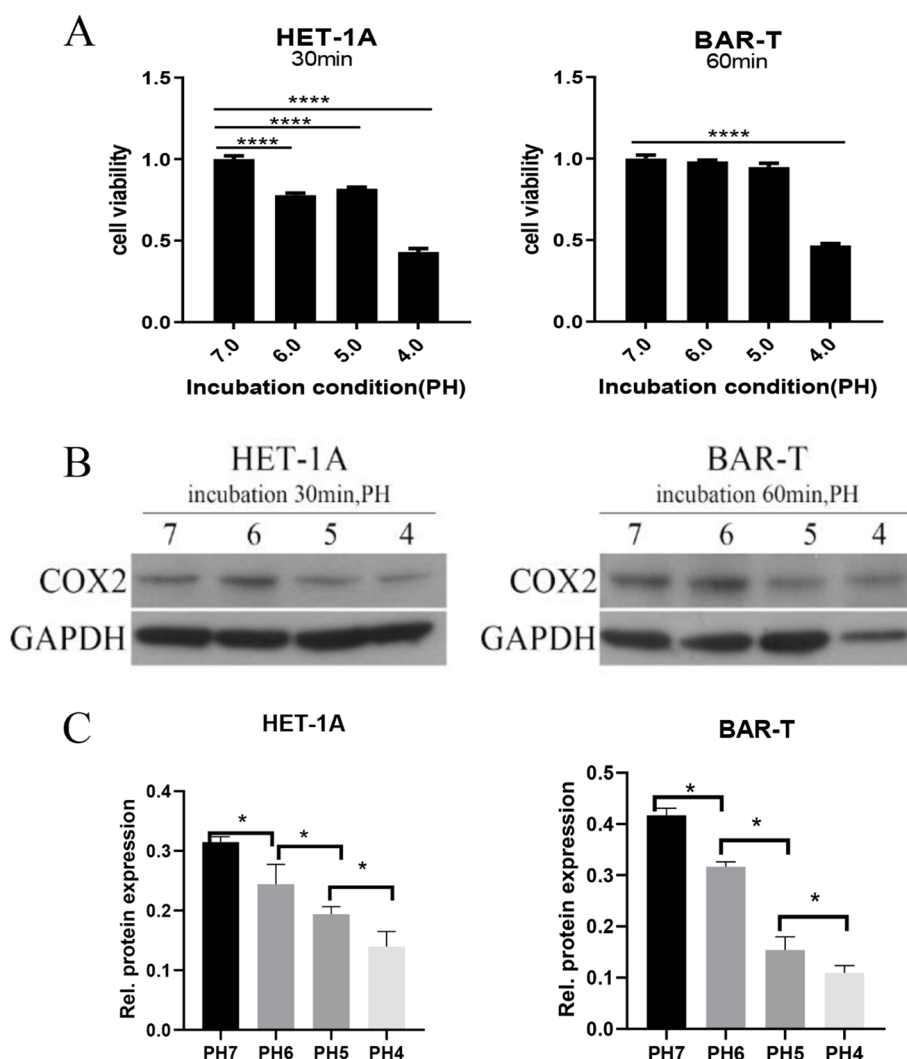 A
HET-1A
30min
1.5
1.0
0.5
0.0
cell viability
****
****
****
7.0
6.0
5.0
4.0
Incubation condition(PH)
BAR-T
60min
1.5
1.0
0.5
0.0
cell viability
****
7.0
6.0
5.0
4.0
Incubation condition(PH)
B
HET-1A
incubation 30min,PH
7 6 5 4
COX2
GAPDH
BAR-T
incubation 60min,PH
7 6 5 4
COX2
GAPDH
C
HET-1A
0.4
0.3
0.2
0.1
0.0
Rel. protein expression
*
*
*
PH7 PH6 PH5 PH4
BAR-T
0.5
0.4
0.3
0.2
0.1
0.0
Rel. protein expression
*
*
*
PH7 PH6 PH5 PH4